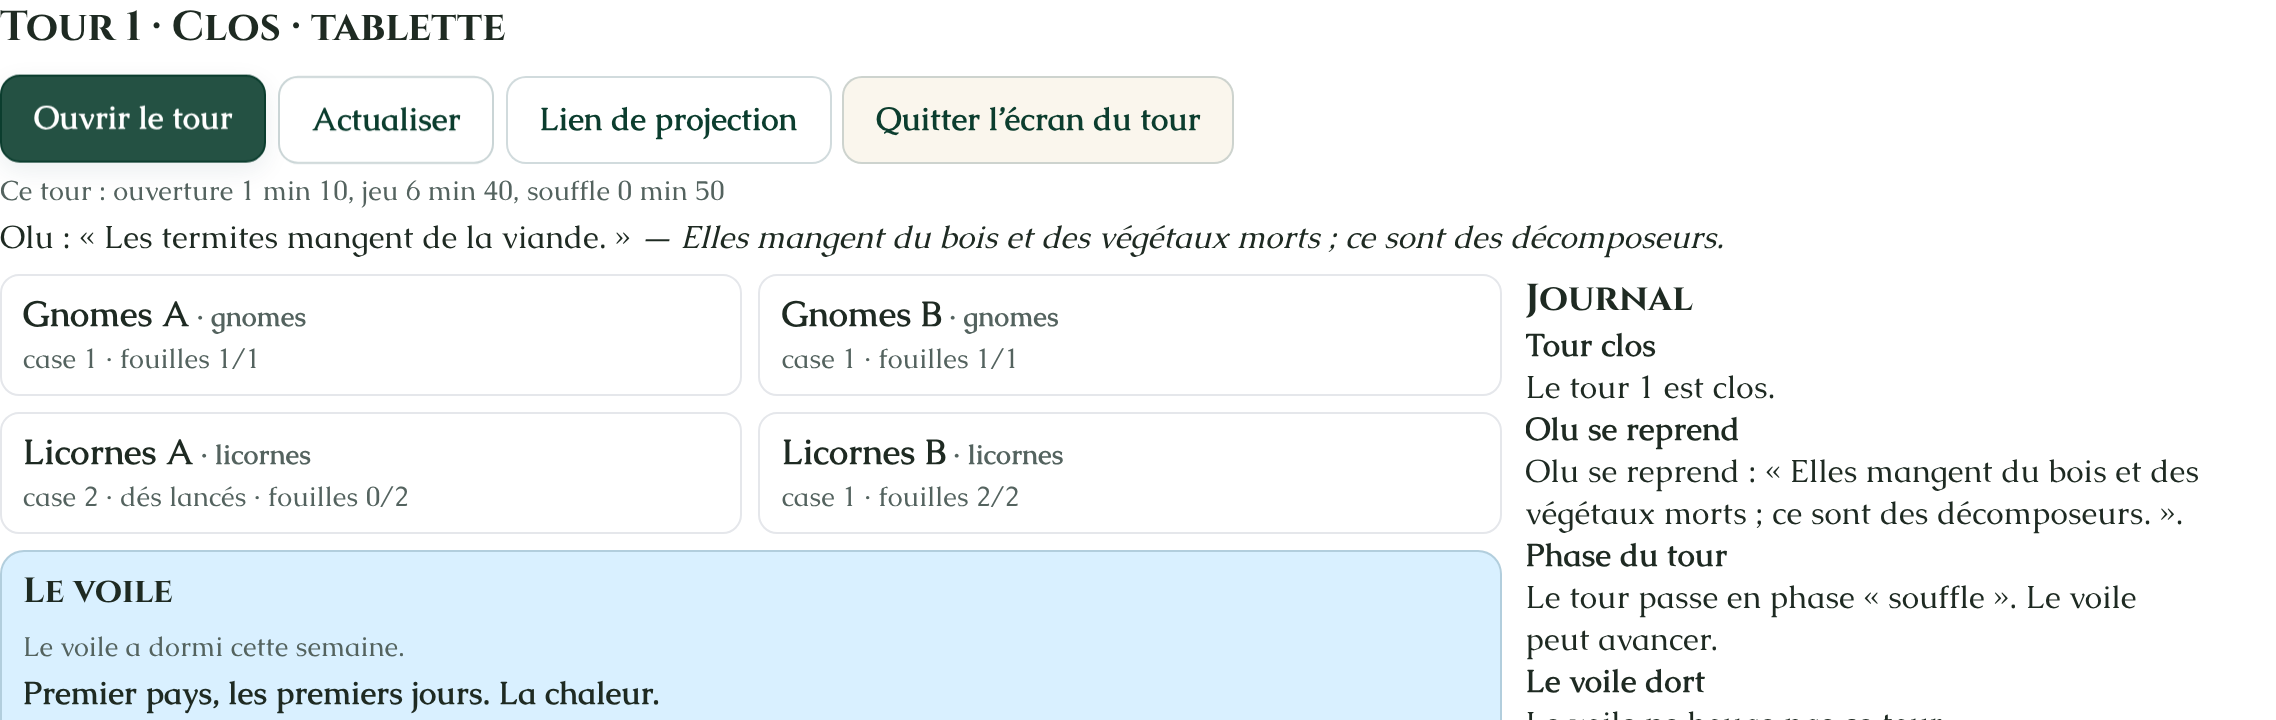 Tour 1 · Clos · tablette
Ouvrir le tour
Actualiser
Lien de projection
Quitter l’écran du tour
Ce tour : ouverture 1 min 10, jeu 6 min 40, souffle 0 min 50
Olu : « Les termites mangent de la viande. » — Elles mangent du bois et des végétaux morts ; ce sont des décomposeurs.
Gnomes A · gnomes
case 1 · fouilles 1/1
Gnomes B · gnomes
case 1 · fouilles 1/1
Licornes A · licornes
case 2 · dés lancés · fouilles 0/2
Licornes B · licornes
case 1 · fouilles 2/2
Le voile
Le voile a dormi cette semaine.
Premier pays, les premiers jours. La chaleur.
Journal
Tour clos
Le tour 1 est clos.
Olu se reprend
Olu se reprend : « Elles mangent du bois et des
végétaux morts ; ce sont des décomposeurs. ».
Phase du tour
Le tour passe en phase « souffle ». Le voile
peut avancer.
Le voile dort